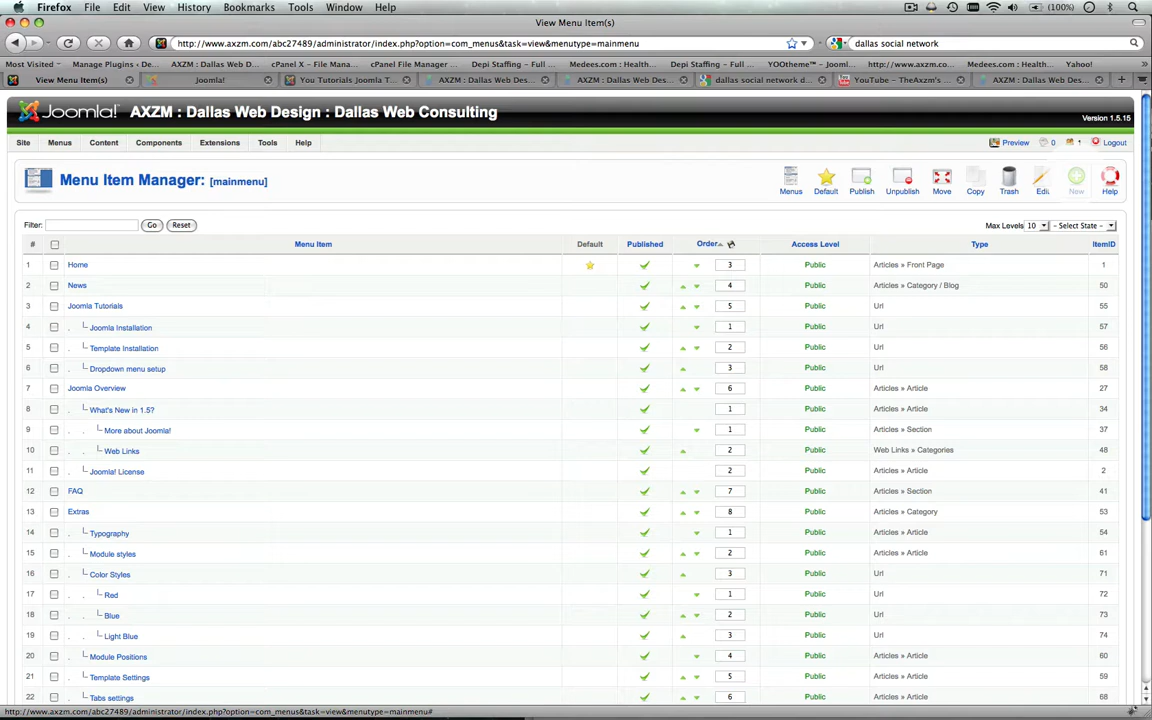 Firefox File Edit View History Bookmarks Tools Window Help (100%)
View Menu Item(s)
http://www.axzm.com/abc27489/administrator/index.php?option=com_menus&task=view&menutype=mainmenu dallas social network
Most Visited Manage Plugins ‹ De... AXZM : Dallas Web D... cPanel X – File Mana... cPanel File Manager ... Depi Staffing – Full ... Medees.com : Health... Depi Staffing – Full ... YOOtheme – Jooml... http://www.axzm.co... Medees.com : Health... Yahoo! »
View Menu Item(s) Joomla! You Tutorials Joomla T... AXZM : Dallas Web Des... AXZM : Dallas Web Des... dallas social network d... YouTube – TheAxzm's ... AXZM : Dallas Web Des...
Joomla! AXZM : Dallas Web Design : Dallas Web Consulting Version 1.5.15
Site Menus Content Components Extensions Tools Help Preview 0 1 Logout
Menu Item Manager: [mainmenu]
Menus Default Publish Unpublish Move Copy Trash Edit New Help
Filter: Go Reset Max Levels 10 - Select State -
# Menu Item Default Published Order Access Level Type ItemID
1 Home 3 Public Articles » Front Page 1
2 News 4 Public Articles » Category / Blog 50
3 Joomla Tutorials 5 Public Url 55
4 . Joomla Installation 1 Public Url 57
5 . Template Installation 2 Public Url 56
6 . Dropdown menu setup 3 Public Url 58
7 Joomla Overview 6 Public Articles » Article 27
8 . What's New in 1.5? 1 Public Articles » Article 34
9 . . More about Joomla! 1 Public Articles » Section 37
10 . . Web Links 2 Public Web Links » Categories 48
11 . Joomla! License 2 Public Articles » Article 2
12 FAQ 7 Public Articles » Section 41
13 Extras 8 Public Articles » Category 53
14 . Typography 1 Public Articles » Article 54
15 . Module styles 2 Public Articles » Article 61
16 . Color Styles 3 Public Url 71
17 . . Red 1 Public Url 72
18 . . Blue 2 Public Url 73
19 . . Light Blue 3 Public Url 74
20 . Module Positions 4 Public Articles » Article 60
21 . Template Settings 5 Public Articles » Article 59
22 . Tabs settings 6 Public Articles » Article 68
http://www.axzm.com/abc27489/administrator/index.php?option=com_menus&task=view&menutype=mainmenu#